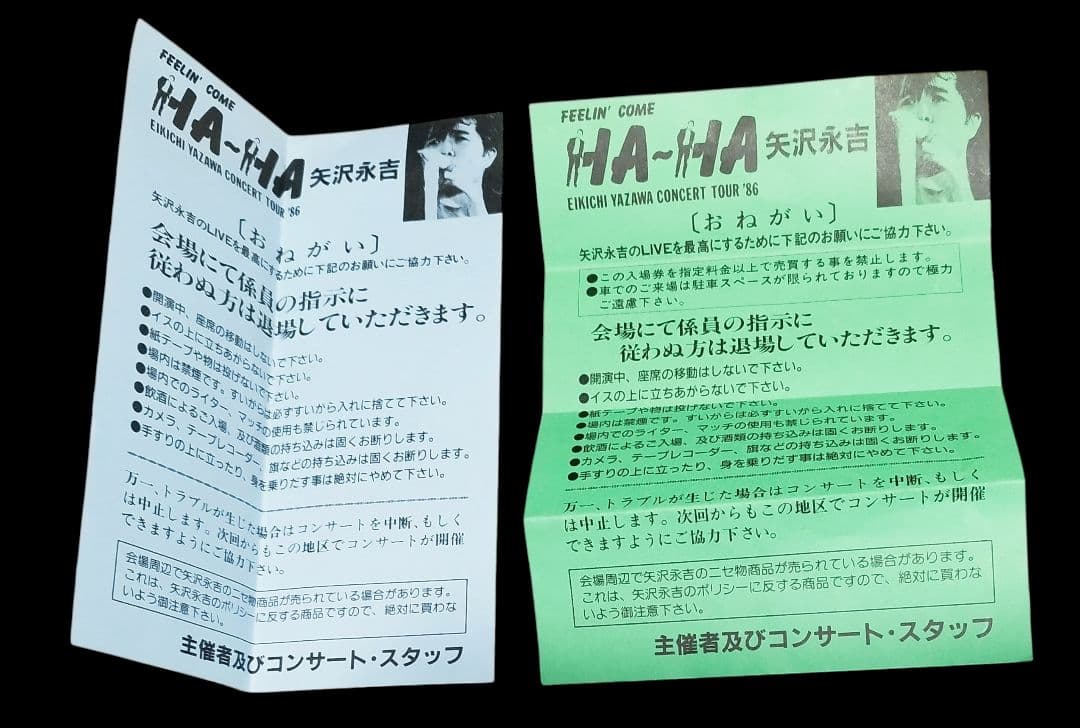 FEELIN' COME
HA~HA 矢沢永吉
EIKICHI YAZAWA CONCERT TOUR '86
〔おねがい〕
矢沢永吉のLIVEを最高にするために下記のお願いにご協力下さい。
会場にて係員の指示に
従わぬ方は退場していただきます。
●開演中、座席の移動はしないで下さい。
●イスの上に立ちあがらないで下さい。
●紙テープや物は投げないで下さい。
●場内は禁煙です。すいがらは必ずすいがら入れに捨てて下さい。
●場内でのライター、マッチの使用も禁じられています。
●飲酒によるご入場、及び酒類の持ち込みは固くお断りします。
●カメラ、テープレコーダー、旗などの持ち込みは固くお断りします。
●手すりの上に立ったり、身を乗りだす事は絶対にやめて下さい。
万一、トラブルが生じた場合はコンサートを中断、もしく
は中止します。次回からもこの地区でコンサートが開催
できますようにご協力下さい。
会場周辺で矢沢永吉のニセ物商品が売られている場合があります。
これは、矢沢永吉のポリシーに反する商品ですので、絶対に買わな
いよう御注意下さい。
主催者及びコンサート・スタッフ
FEELIN' COME
HA~HA 矢沢永吉
EIKICHI YAZAWA CONCERT TOUR '86
〔おねがい〕
矢沢永吉のLIVEを最高にするために下記のお願いにご協力下さい。
●この入場券を指定料金以上で売買する事を禁止します。
●車でのご来場は駐車スペースが限られておりますので極力
ご遠慮下さい。
会場にて係員の指示に
従わぬ方は退場していただきます。
●開演中、座席の移動はしないで下さい。
●イスの上に立ちあがらないで下さい。
●紙テープや物は投げないで下さい。
●場内は禁煙です。すいがらは必ずすいがら入れに捨てて下さい。
●場内でのライター、マッチの使用も禁じられています。
●飲酒によるご入場、及び酒類の持ち込みは固くお断りします。
●カメラ、テープレコーダー、旗などの持ち込みは固くお断りします。
●手すりの上に立ったり、身を乗りだす事は絶対にやめて下さい。
万一、トラブルが生じた場合はコンサートを中断、もしく
は中止します。次回からもこの地区でコンサートが開催
できますようにご協力下さい。
会場周辺で矢沢永吉のニセ物商品が売られている場合があります。
これは、矢沢永吉のポリシーに反する商品ですので、絶対に買わな
いよう御注意下さい。
主催者及びコンサート・スタッフ